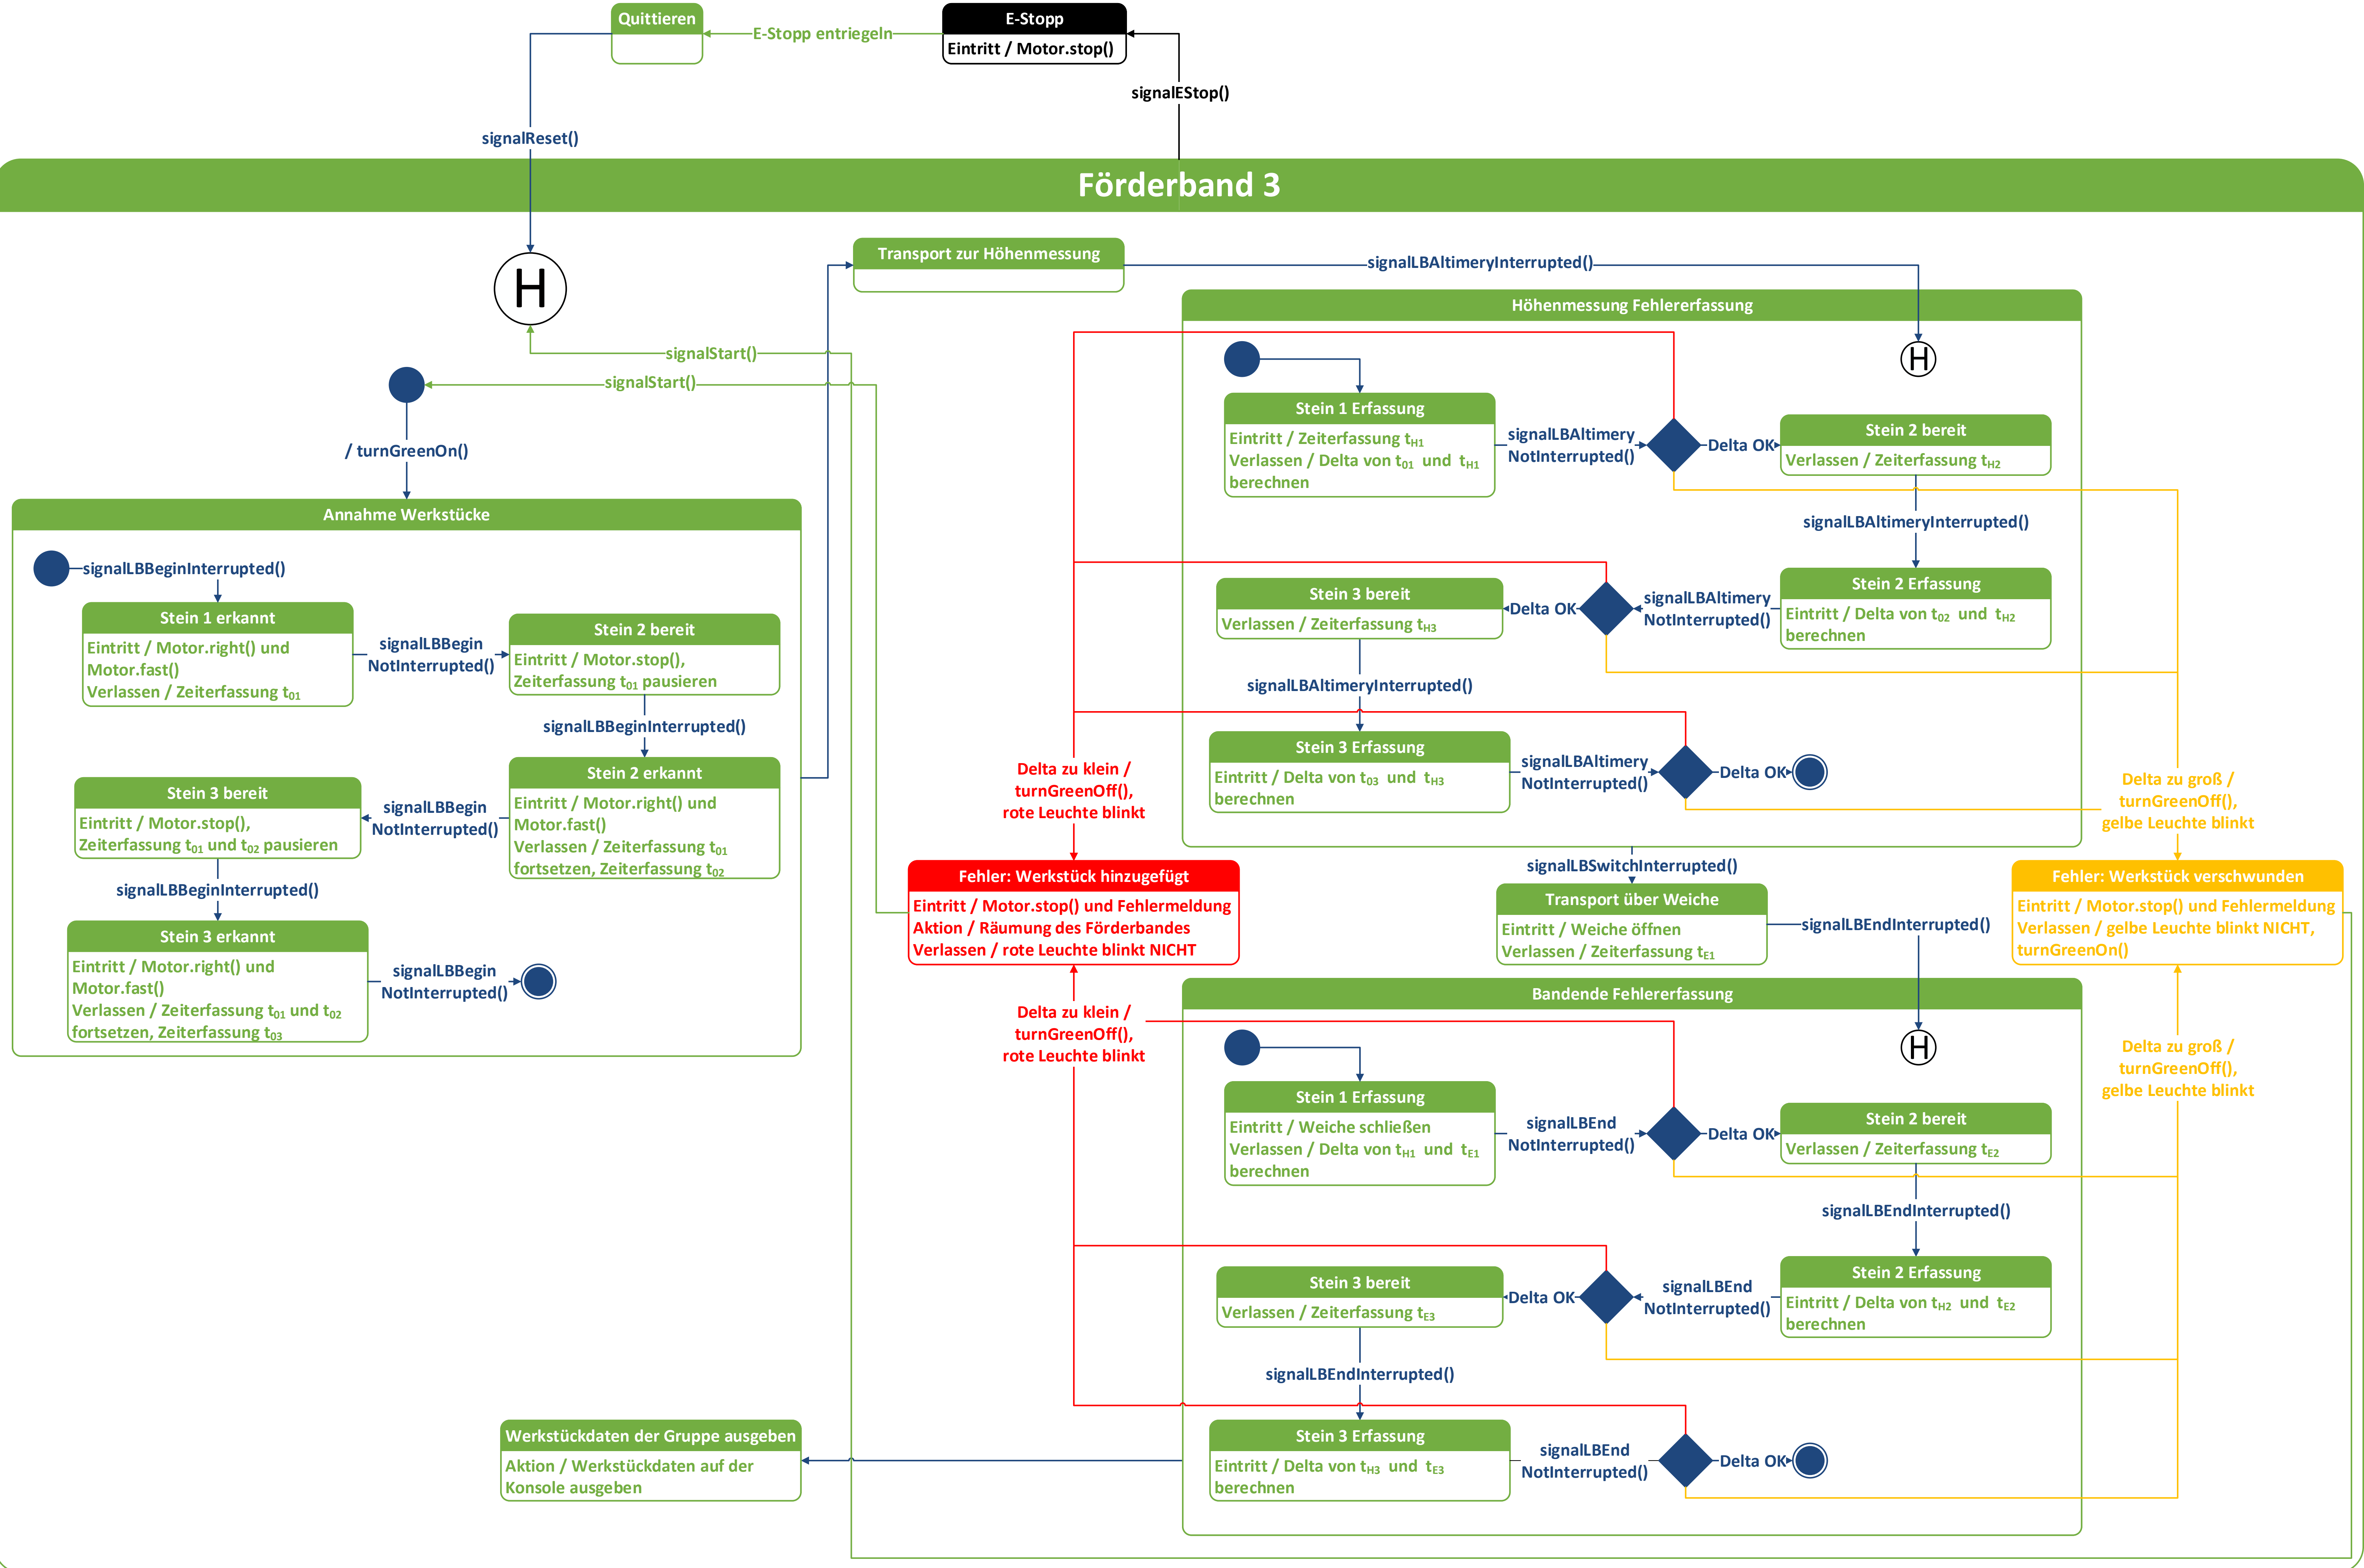 Quittieren
E-Stopp
Eintritt / Motor.stop()
E-Stopp entriegeln
signalEStop()
signalReset()
Förderband 3
H
signalStart()
signalStart()
/ turnGreenOn()
Annahme Werkstücke
signalLBBeginInterrupted()
Stein 1 erkannt
Eintritt / Motor.right() und
Motor.fast()
Verlassen / Zeiterfassung t01
signalLBBegin
NotInterrupted()
Stein 2 bereit
Eintritt / Motor.stop(),
Zeiterfassung t01 pausieren
signalLBBeginInterrupted()
Stein 2 erkannt
Eintritt / Motor.right() und
Motor.fast()
Verlassen / Zeiterfassung t01
fortsetzen, Zeiterfassung t02
signalLBBegin
NotInterrupted()
Stein 3 bereit
Eintritt / Motor.stop(),
Zeiterfassung t01 und t02 pausieren
signalLBBeginInterrupted()
Stein 3 erkannt
Eintritt / Motor.right() und
Motor.fast()
Verlassen / Zeiterfassung t01 und t02
fortsetzen, Zeiterfassung t03
signalLBBegin
NotInterrupted()
Transport zur Höhenmessung
signalLBAltimeryInterrupted()
Höhenmessung Fehlererfassung
H
Stein 1 Erfassung
Eintritt / Zeiterfassung tH1
Verlassen / Delta von t01 und tH1
berechnen
signalLBAltimery
NotInterrupted()
Delta OK
Stein 2 bereit
Verlassen / Zeiterfassung tH2
signalLBAltimeryInterrupted()
Stein 2 Erfassung
Eintritt / Delta von t02 und tH2
berechnen
signalLBAltimery
NotInterrupted()
Delta OK
Stein 3 bereit
Verlassen / Zeiterfassung tH3
signalLBAltimeryInterrupted()
Stein 3 Erfassung
Eintritt / Delta von t03 und tH3
berechnen
signalLBAltimery
NotInterrupted()
Delta OK
Delta zu klein /
turnGreenOff(),
rote Leuchte blinkt
Delta zu groß /
turnGreenOff(),
gelbe Leuchte blinkt
Fehler: Werkstück hinzugefügt
Eintritt / Motor.stop() und Fehlermeldung
Aktion / Räumung des Förderbandes
Verlassen / rote Leuchte blinkt NICHT
signalLBSwitchInterrupted()
Transport über Weiche
Eintritt / Weiche öffnen
Verlassen / Zeiterfassung tE1
signalLBEndInterrupted()
Fehler: Werkstück verschwunden
Eintritt / Motor.stop() und Fehlermeldung
Verlassen / gelbe Leuchte blinkt NICHT,
turnGreenOn()
Delta zu klein /
turnGreenOff(),
rote Leuchte blinkt
Delta zu groß /
turnGreenOff(),
gelbe Leuchte blinkt
Bandende Fehlererfassung
H
Stein 1 Erfassung
Eintritt / Weiche schließen
Verlassen / Delta von tH1 und tE1
berechnen
signalLBEnd
NotInterrupted()
Delta OK
Stein 2 bereit
Verlassen / Zeiterfassung tE2
signalLBEndInterrupted()
Stein 2 Erfassung
Eintritt / Delta von tH2 und tE2
berechnen
signalLBEnd
NotInterrupted()
Delta OK
Stein 3 bereit
Verlassen / Zeiterfassung tE3
signalLBEndInterrupted()
Stein 3 Erfassung
Eintritt / Delta von tH3 und tE3
berechnen
signalLBEnd
NotInterrupted()
Delta OK
Werkstückdaten der Gruppe ausgeben
Aktion / Werkstückdaten auf der
Konsole ausgeben